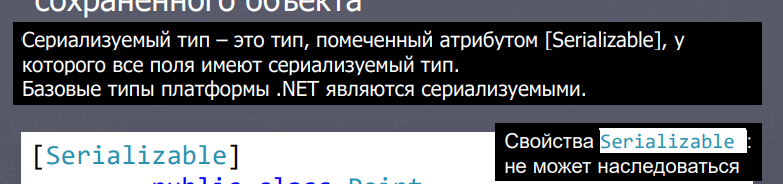 сохраненного объекта
Сериализуемый тип – это тип, помеченный атрибутом [Serializable], у
которого все поля имеют сериализуемый тип.
Базовые типы платформы .NET являются сериализуемыми.
Свойства Serializable :
не может наследоваться
[Serializable]
public class Point